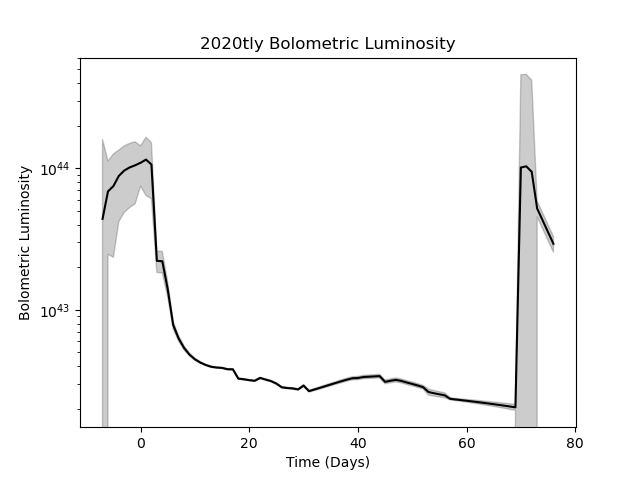 2020tly Bolometric Luminosity
Bolometric Luminosity
10^44
10^43
0 20 40 60 80
Time (Days)